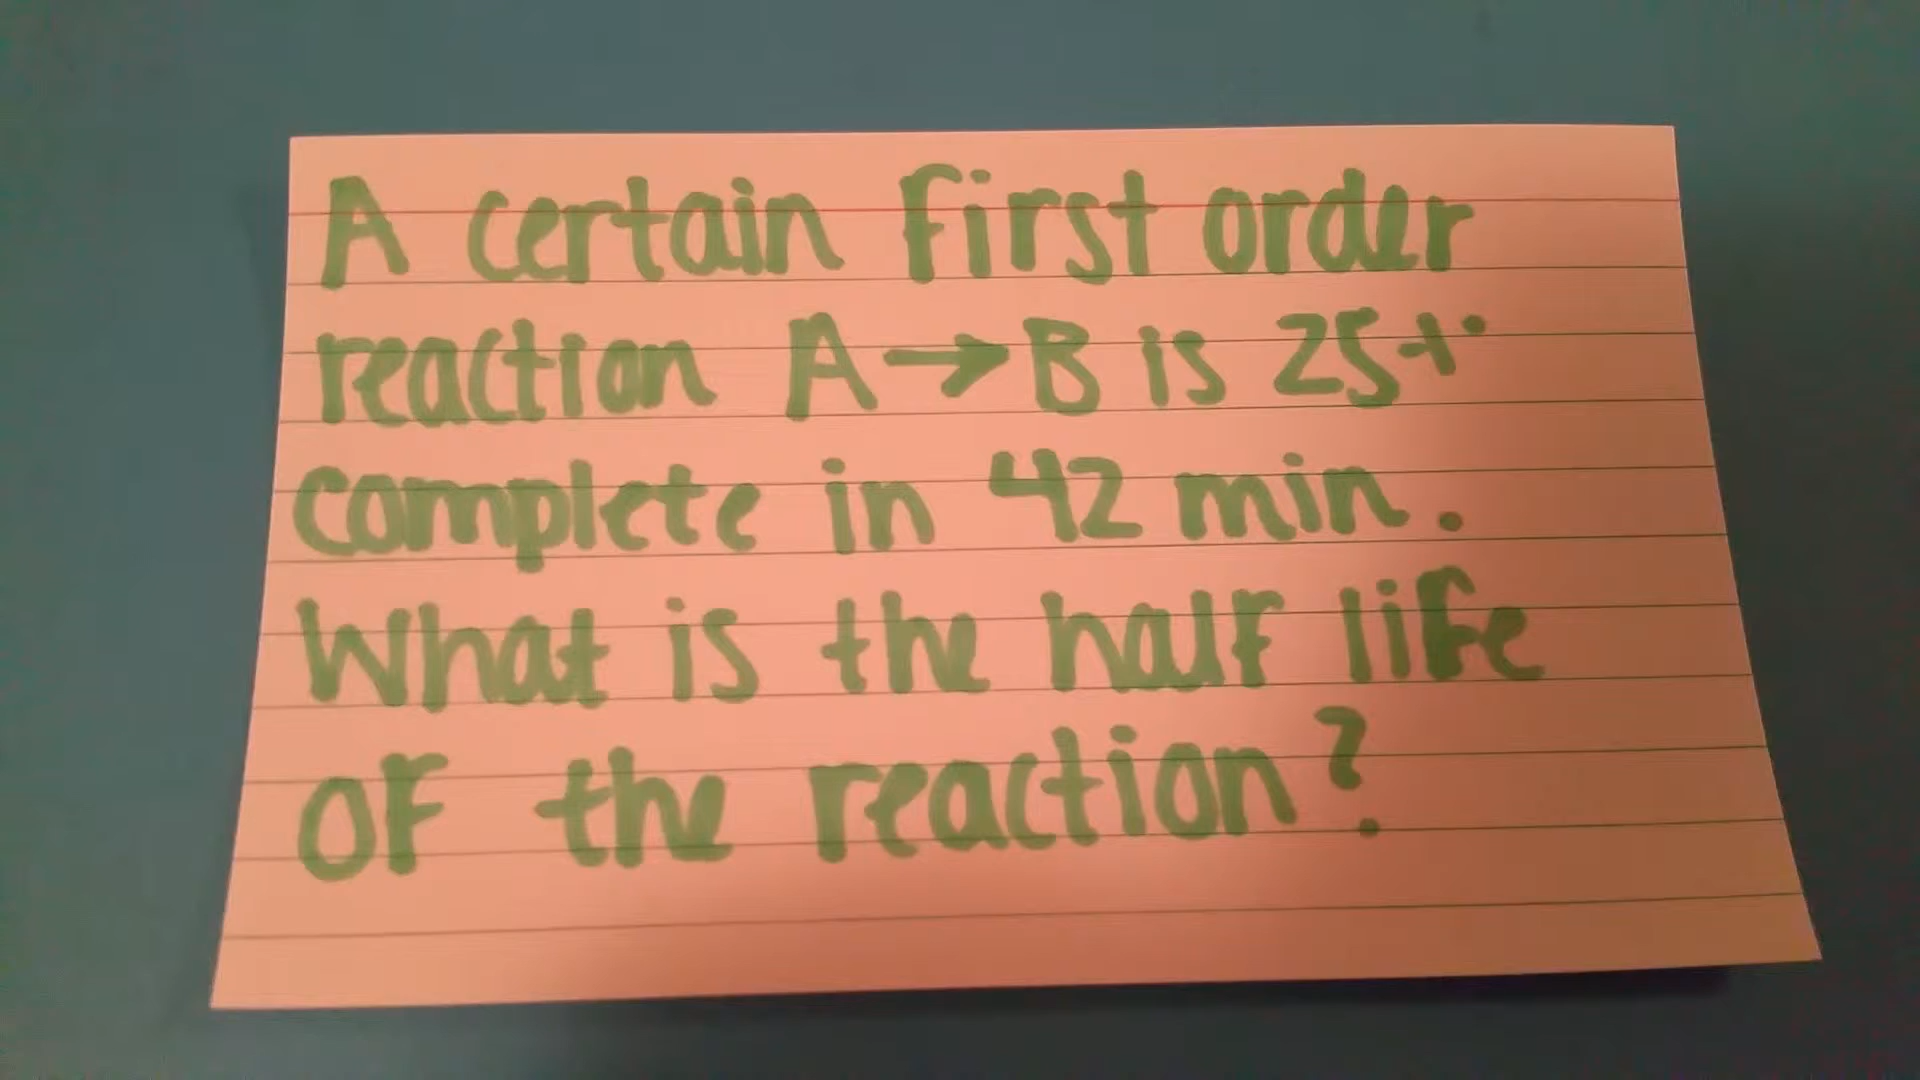 A certain first order
reaction A→B is 25%
complete in 42 min.
What is the half life
of the reaction?